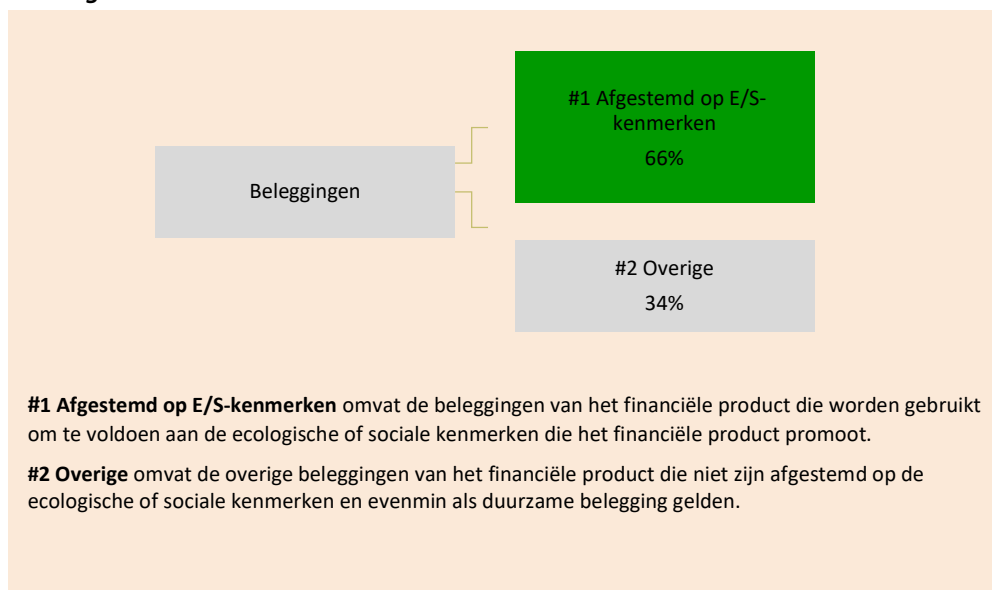 #1 Afgestemd op E/S-
kenmerken
66%
Beleggingen
#2 Overige
34%
#1 Afgestemd op E/S-kenmerken omvat de beleggingen van het financiële product die worden gebruikt
om te voldoen aan de ecologische of sociale kenmerken die het financiële product promoot.
#2 Overige omvat de overige beleggingen van het financiële product die niet zijn afgestemd op de
ecologische of sociale kenmerken en evenmin als duurzame belegging gelden.